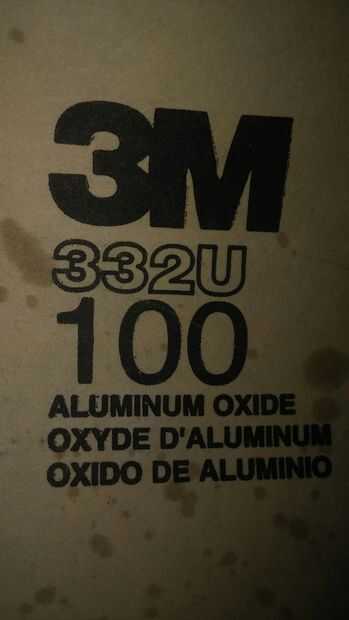 3M
332U
100
ALUMINUM OXIDE
OXYDE D'ALUMINUM
OXIDO DE ALUMINIO